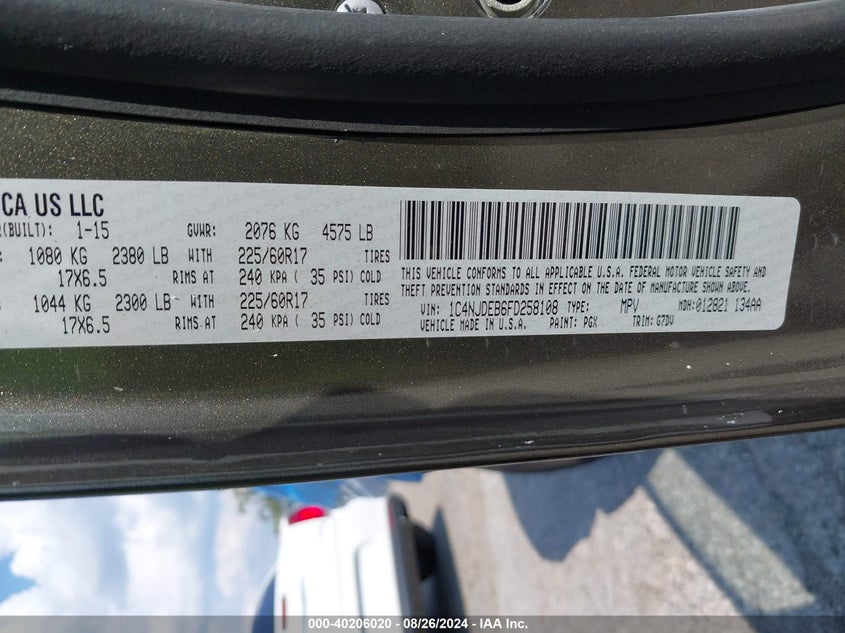 CA US LLC
(BUILT): 1-15 GVWR: 2076 KG 4575 LB
1080 KG 2380 LB WITH 225/60R17 TIRES
17X6.5 RIMS AT 240 KPA ( 35 PSI) COLD
1044 KG 2300 LB WITH 225/60R17 TIRES
17X6.5 RIMS AT 240 KPA ( 35 PSI) COLD
THIS VEHICLE CONFORMS TO ALL APPLICABLE U.S.A. FEDERAL MOTOR VEHICLE SAFETY AND
THEFT PREVENTION STANDARDS IN EFFECT ON THE DATE OF MANUFACTURE SHOWN ABOVE.
VIN: 1C4NJDEB6FD258108 TYPE: MPV MDH:012821 134AA
VEHICLE MADE IN U.S.A. PAINT: PGX TRIM: G7DV
000-40206020 - 08/26/2024 - IAA Inc.